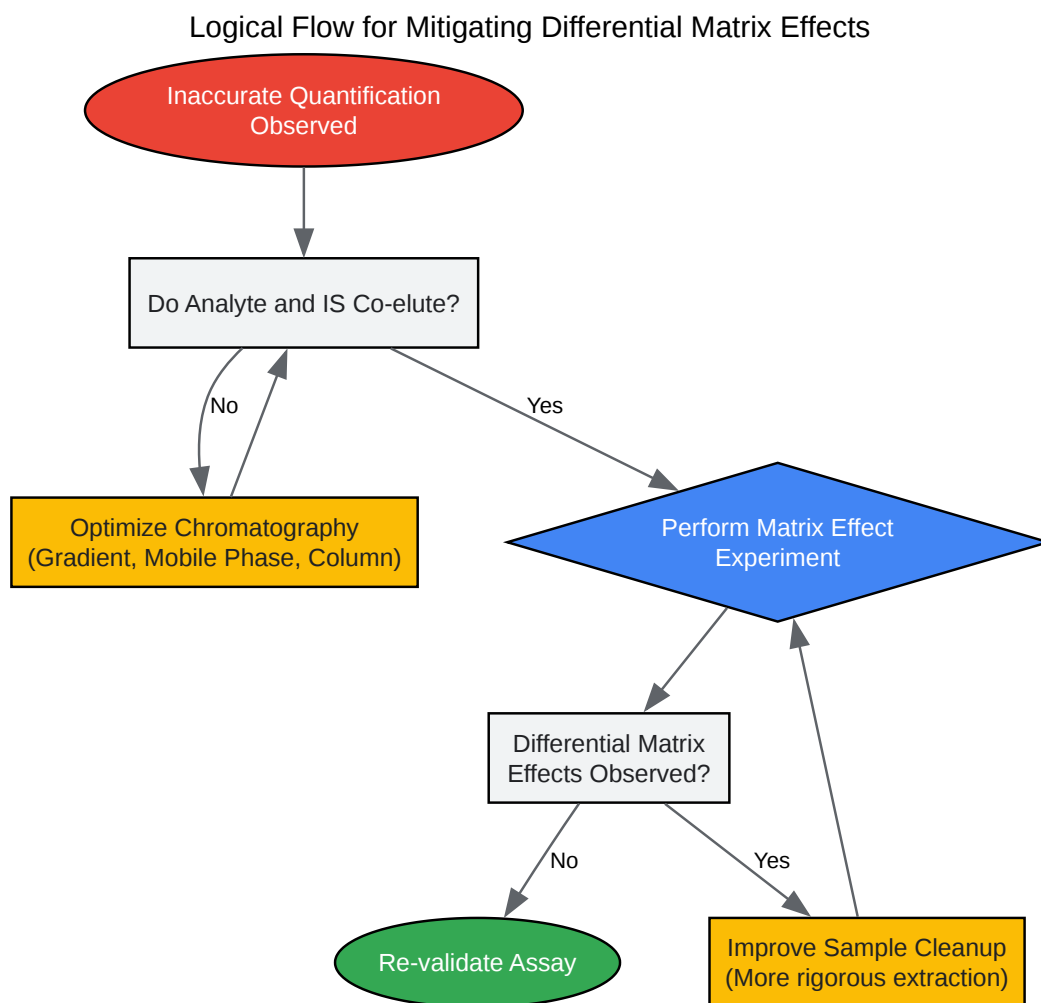 Logical Flow for Mitigating Differential Matrix Effects
Inaccurate Quantification
Observed
Do Analyte and IS Co-elute?
No
Yes
Optimize Chromatography
(Gradient, Mobile Phase, Column)
Perform Matrix Effect
Experiment
Differential Matrix
Effects Observed?
No
Yes
Re-validate Assay
Improve Sample Cleanup
(More rigorous extraction)